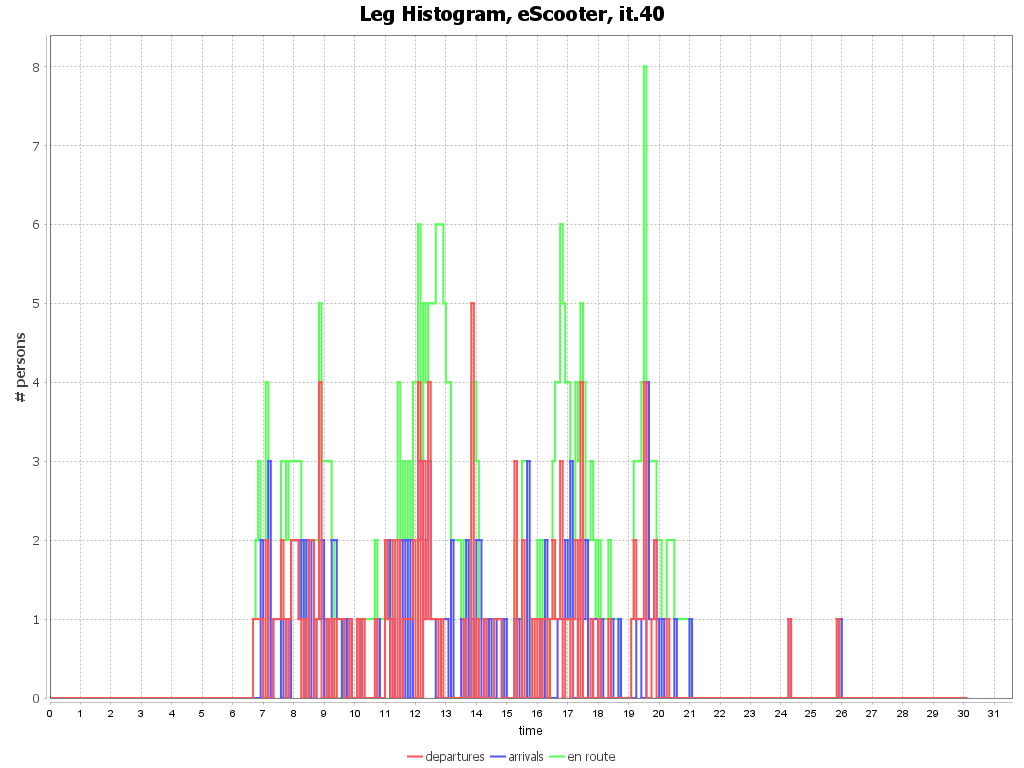 Leg Histogram, eScooter, it.40
8
7
6
5
4
3
2
1
0
# persons
0 1 2 3 4 5 6 7 8 9 10 11 12 13 14 15 16 17 18 19 20 21 22 23 24 25 26 27 28 29 30 31
time
departures arrivals en route